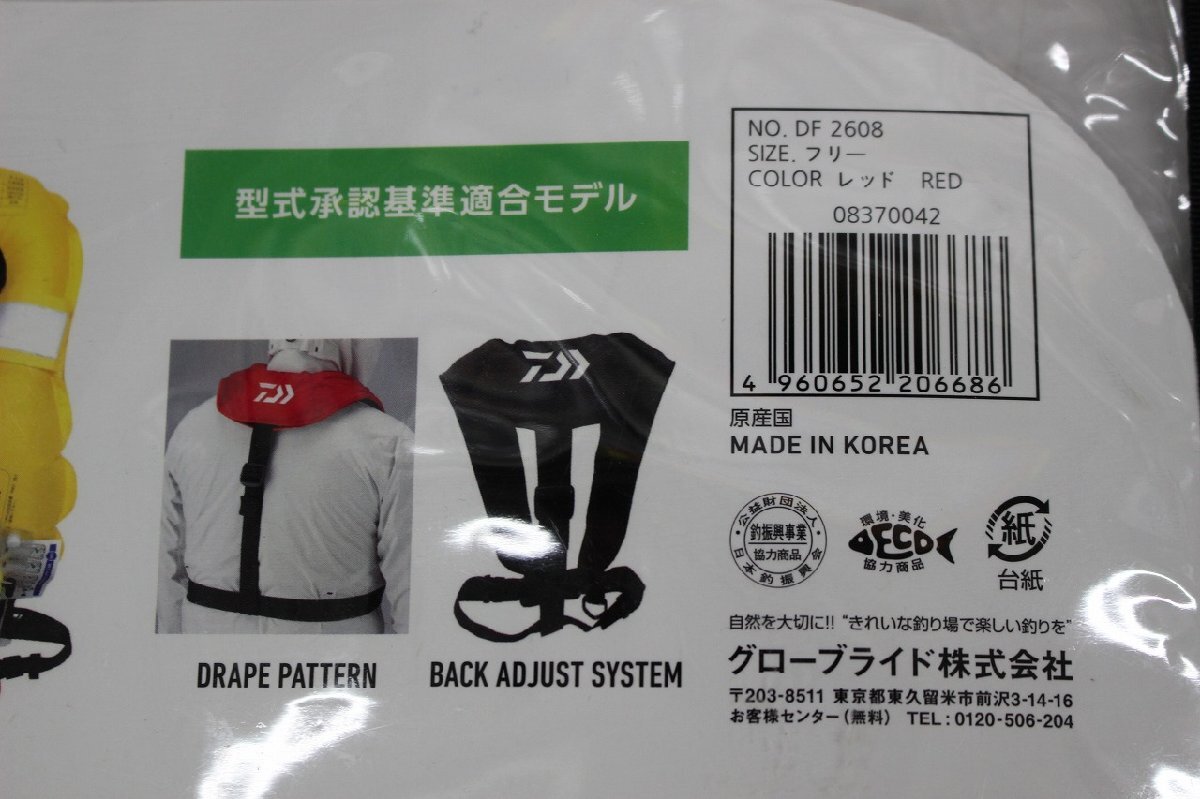 型式承認基準適合モデル
DRAPE PATTERN
BACK ADJUST SYSTEM
NO. DF 2608
SIZE. フリー
COLOR レッド RED
08370042
4 960652 206686
原産国
MADE IN KOREA
公益財団法人
釣振興事業
協力商品
日本釣振興会
環境・美化
ECO
協力商品
紙
台紙
自然を大切に!! "きれいな釣り場で楽しい釣りを"
グローブライド株式会社
〒203-8511 東京都東久留米市前沢3-14-16
お客様センター(無料) TEL:0120-506-204